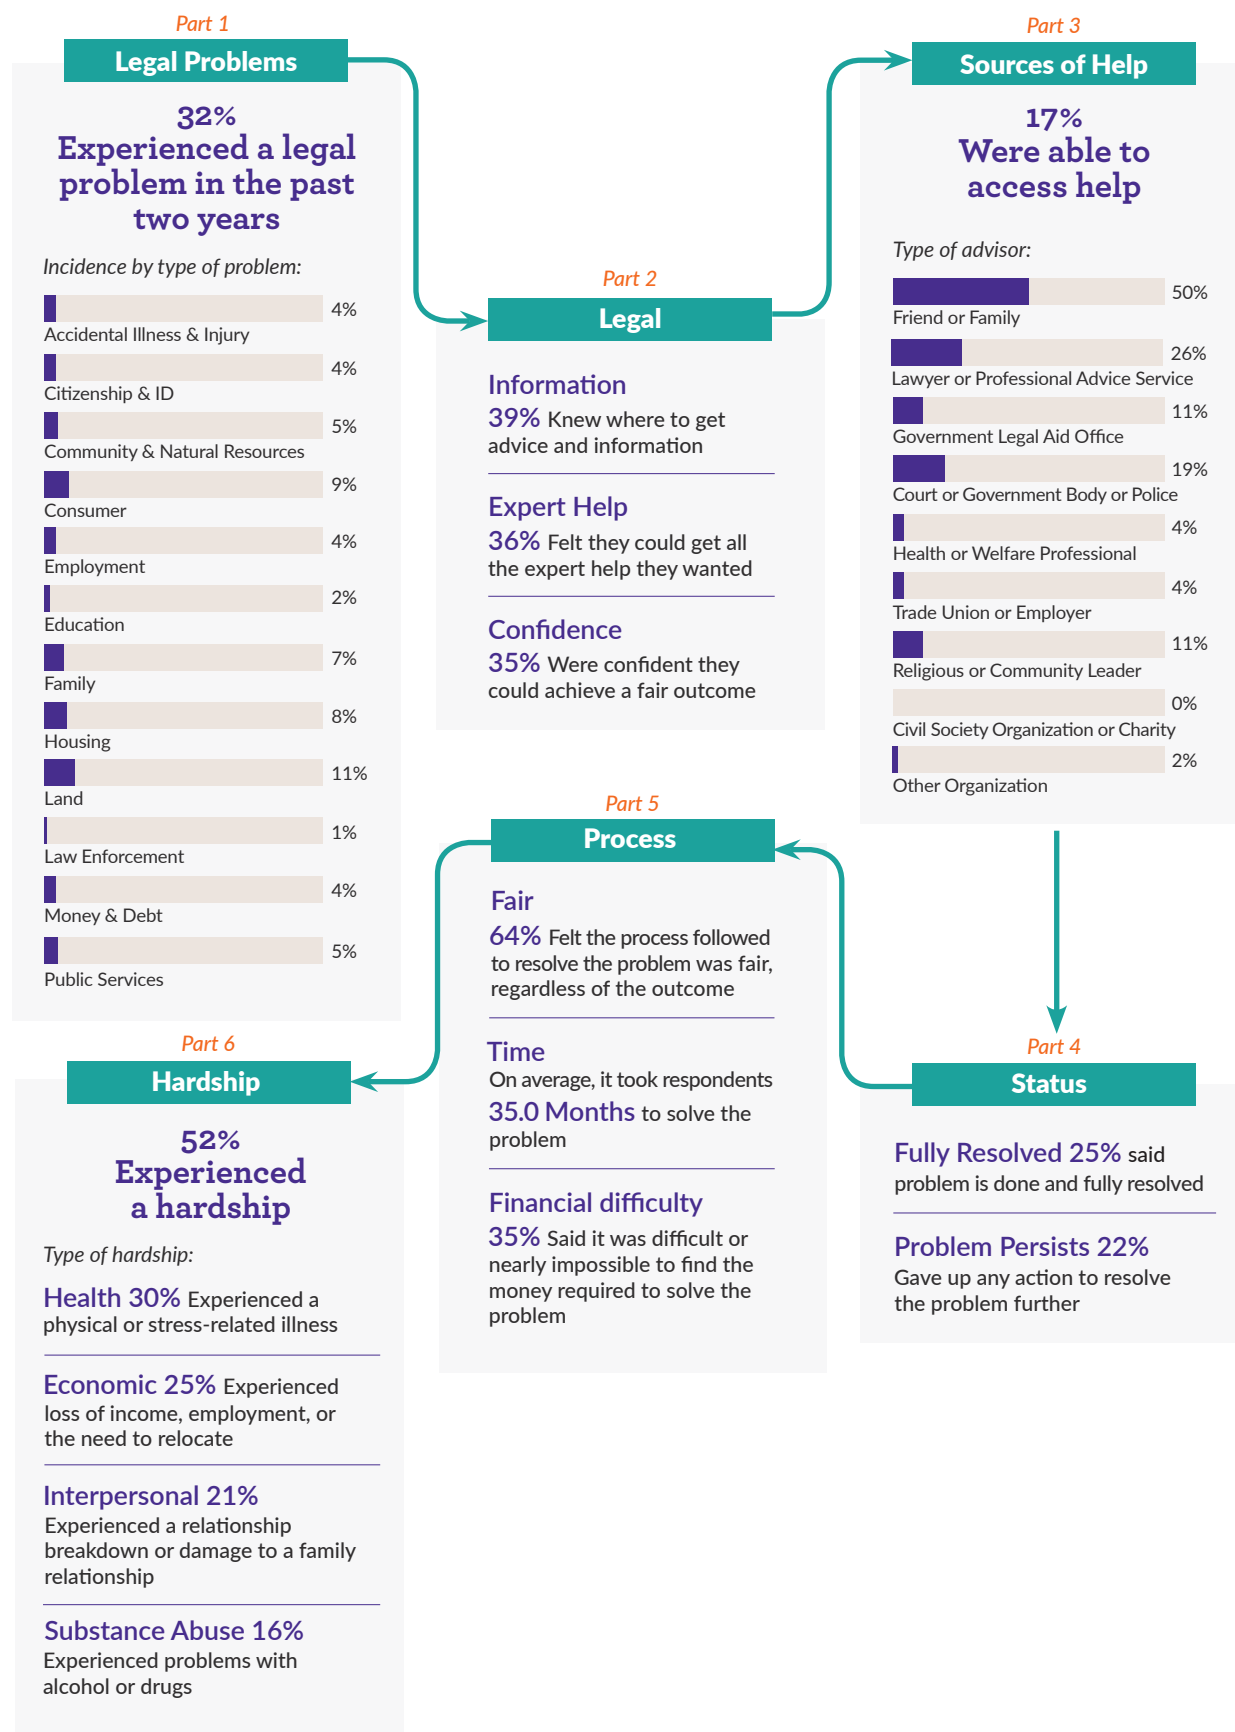 Part 1
Legal Problems
32%
Experienced a legal
problem in the past
two years
Incidence by type of problem:
4%
Accidental Illness & Injury
4%
Citizenship & ID
5%
Community & Natural Resources
9%
Consumer
4%
Employment
2%
Education
7%
Family
8%
Housing
11%
Land
1%
Law Enforcement
4%
Money & Debt
5%
Public Services
Part 2
Legal
Information
39% Knew where to get
advice and information
Expert Help
36% Felt they could get all
the expert help they wanted
Confidence
35% Were confident they
could achieve a fair outcome
Part 3
Sources of Help
17%
Were able to
access help
Type of advisor:
50%
Friend or Family
26%
Lawyer or Professional Advice Service
11%
Government Legal Aid Office
19%
Court or Government Body or Police
4%
Health or Welfare Professional
4%
Trade Union or Employer
11%
Religious or Community Leader
0%
Civil Society Organization or Charity
2%
Other Organization
Part 4
Status
Fully Resolved 25% said
problem is done and fully resolved
Problem Persists 22%
Gave up any action to resolve
the problem further
Part 5
Process
Fair
64% Felt the process followed
to resolve the problem was fair,
regardless of the outcome
Time
On average, it took respondents
35.0 Months to solve the
problem
Financial difficulty
35% Said it was difficult or
nearly impossible to find the
money required to solve the
problem
Part 6
Hardship
52%
Experienced
a hardship
Type of hardship:
Health 30% Experienced a
physical or stress-related illness
Economic 25% Experienced
loss of income, employment, or
the need to relocate
Interpersonal 21%
Experienced a relationship
breakdown or damage to a family
relationship
Substance Abuse 16%
Experienced problems with
alcohol or drugs